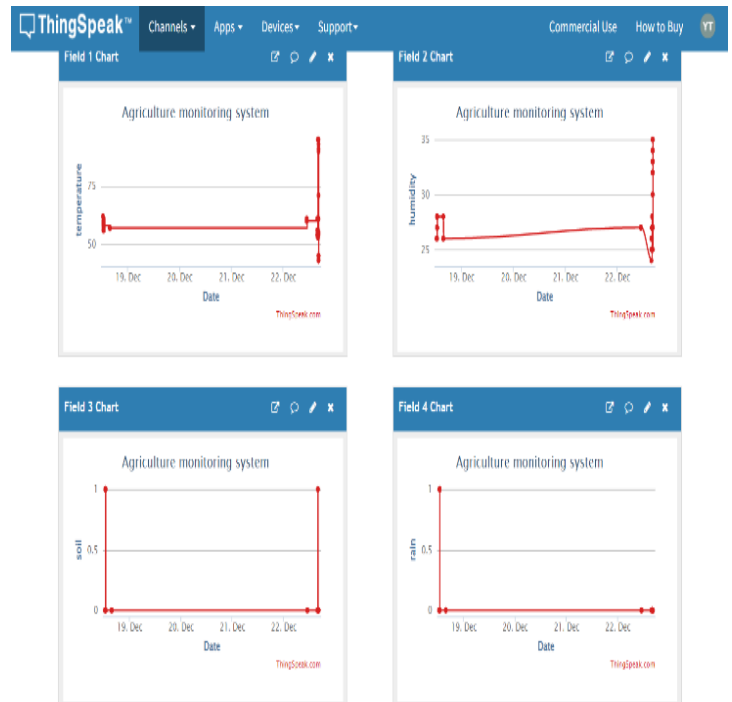 ThingSpeak™ Channels Apps Devices Support Commercial Use How to Buy YT
Field 1 Chart
Agriculture monitoring system
75
50
temperature
19. Dec 20. Dec 21. Dec 22. Dec
Date
ThingSpeak.com
Field 2 Chart
Agriculture monitoring system
35
30
25
humidity
19. Dec 20. Dec 21. Dec 22. Dec
Date
ThingSpeak.com
Field 3 Chart
Agriculture monitoring system
1
0.5
0
soil
19. Dec 20. Dec 21. Dec 22. Dec
Date
ThingSpeak.com
Field 4 Chart
Agriculture monitoring system
1
0.5
0
rain
19. Dec 20. Dec 21. Dec 22. Dec
Date
ThingSpeak.com